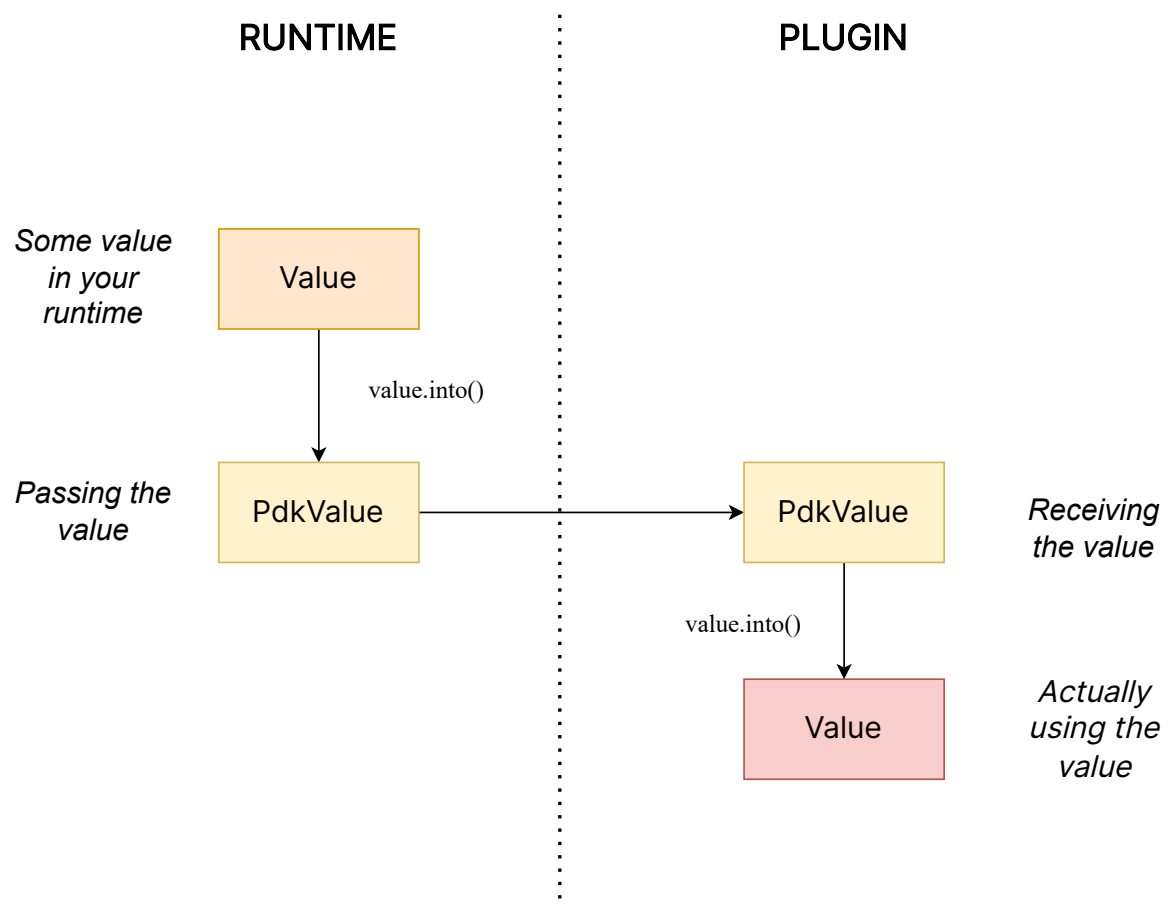 RUNTIME
PLUGIN
Some value
in your
runtime
Value
value.into()
Passing the
value
PdkValue
PdkValue
Receiving
the value
value.into()
Value
Actually
using the
value